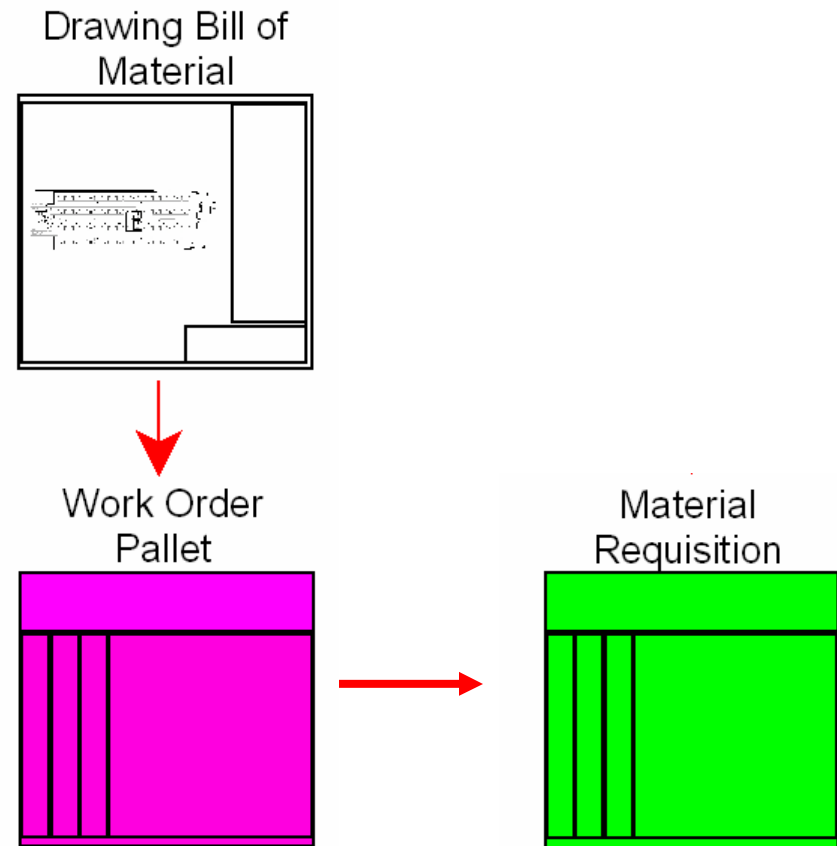 Drawing Bill of
Material
Work Order
Pallet
Material
Requisition